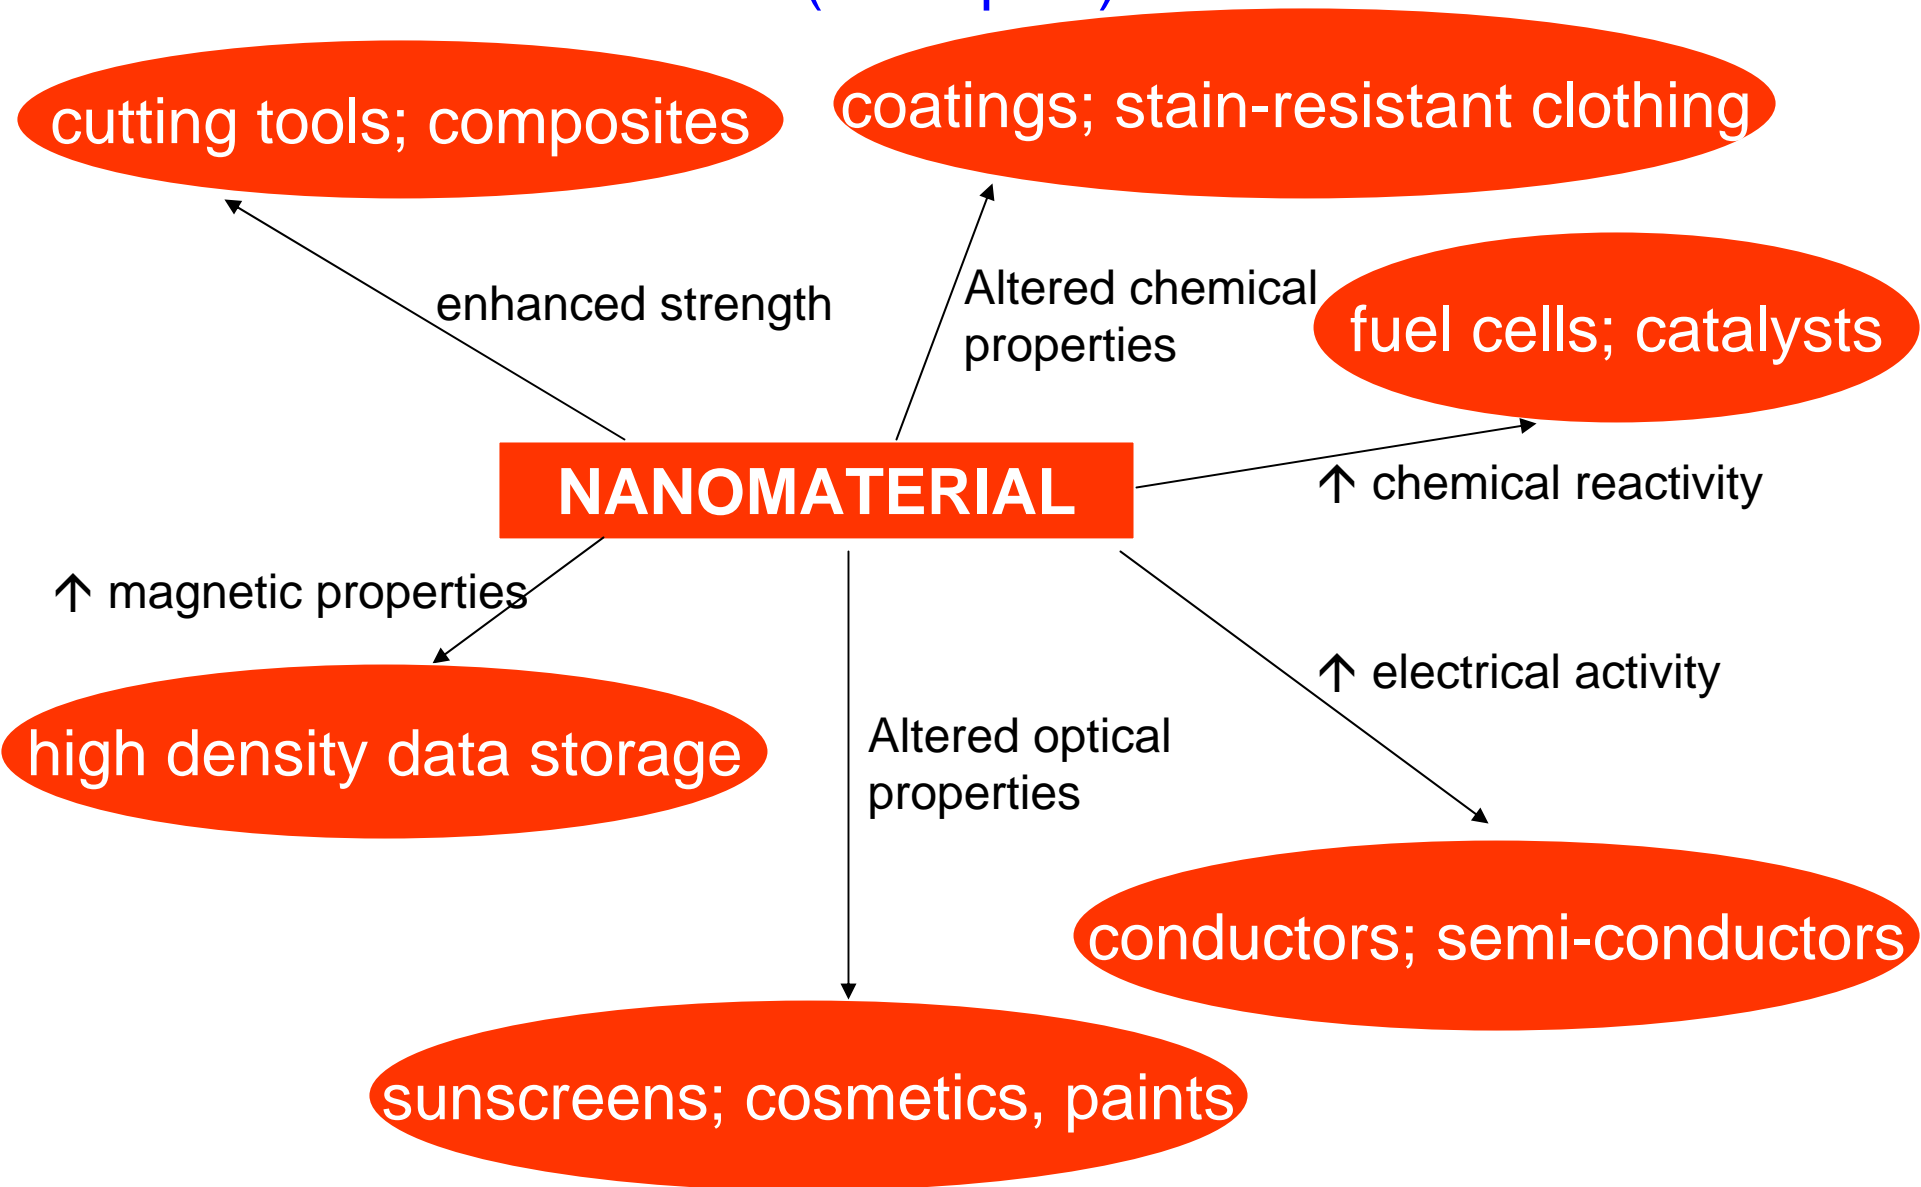 cutting tools; composites
coatings; stain-resistant clothing
enhanced strength
Altered chemical
properties
fuel cells; catalysts
NANOMATERIAL
↑ chemical reactivity
↑ magnetic properties
↑ electrical activity
high density data storage
Altered optical
properties
conductors; semi-conductors
sunscreens; cosmetics, paints